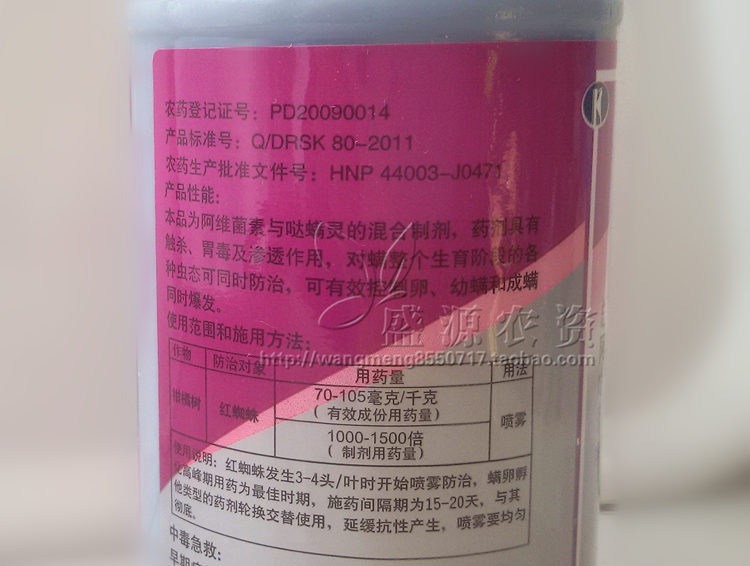 农药登记证号：PD20090014
产品标准号：Q/DRSK 80-2011
农药生产批准文件号：HNP 44003-J0471
产品性能：
本品为阿维菌素与哒螨灵的混合制剂，药剂具有
触杀、胃毒及渗透作用，对螨整个生育阶段的各
种虫态可同时防治，可有效控制卵、幼螨和成螨
同时爆发。
使用范围和施用方法：
作物 防治对象 用药量 用法
柑橘树 红蜘蛛 70-105毫克/千克
（有效成份用药量） 喷雾
1000-1500倍
（制剂用药量）
使用说明：红蜘蛛发生3-4头/叶时开始喷雾防治，螨卵孵
化高峰期用药为最佳时期，施药间隔期为15-20天，与其
他类型的药剂轮换交替使用，延缓抗性产生，喷雾要均匀
彻底。
中毒急救：
早期
K
盛源农资
http://wangmeng8550717.taobao.com